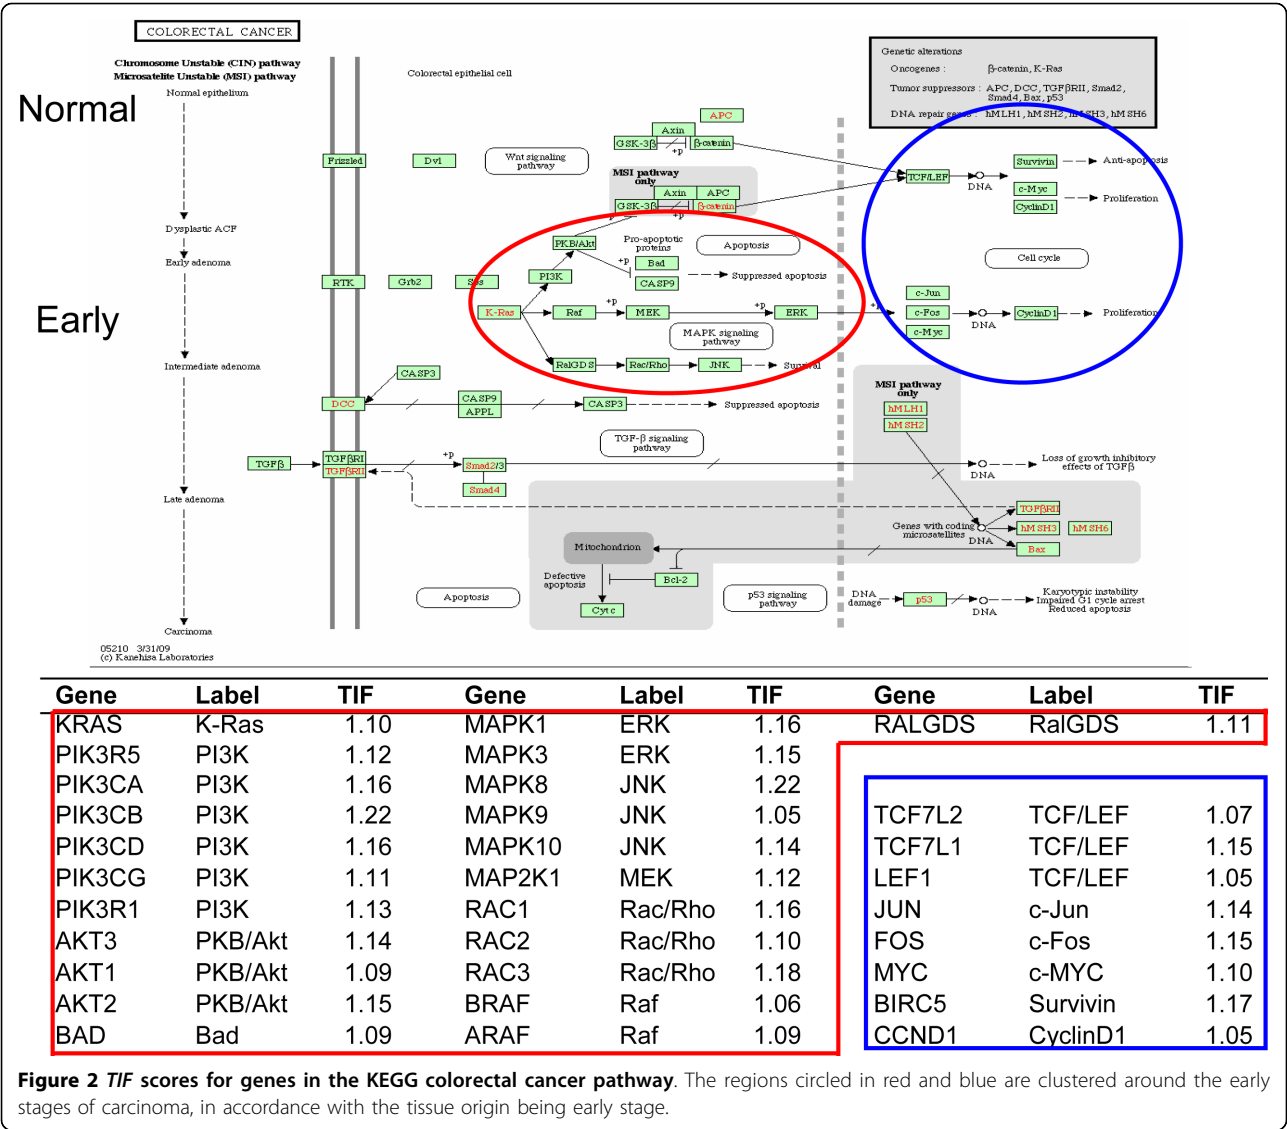 COLORECTAL CANCER
Chromosome Unstable (CIN) pathway
Microsatelite Unstable (MSI) pathway
Normal epithelium
Normal
Colorectal epithelial cell
Genetic alterations
Oncogenes : β-catenin, K-Ras
Tumor suppressors : APC, DCC, TGFβRII, Smad2,
Smad4, Bax, p53
DNA repair genes : hMLH1, hMSH2, hMSH3, hMSH6
APC
Axin
GSK-3β
β-catenin
+p
Frizzled
Dvl
Wnt signaling
pathway
MSI pathway
only
Axin
APC
GSK-3β
β-catenin
+p
TCF/LEF
DNA
Survivin
Anti-apoptosis
c-Myc
CyclinD1
Proliferation
Dysplastic ACF
Early adenoma
Early
PKB/Akt
Pro-apoptotic
proteins
Apoptosis
Cell cycle
+p
Bad
CASP9
Suppressed apoptosis
RTK
Grb2
Sos
PI3K
K-Ras
Raf
+p
MEK
+p
ERK
+p
MAPK signaling
pathway
c-Jun
c-Fos
c-Myc
DNA
CyclinD1
Proliferation
RalGDS
Rac/Rho
JNK
Survival
Intermediate adenoma
CASP3
DCC
CASP9
APPL
CASP3
Suppressed apoptosis
MSI pathway
only
hMLH1
hMSH2
TGF-β signaling
pathway
TGFβ
TGFβRI
TGFβRII
+p
Smad2/3
Smad4
DNA
Loss of growth inhibitory
effects of TGFβ
Late adenoma
Genes with coding
microsatellites
DNA
TGFβRII
hMSH3
hMSH6
Bax
Mitochondrion
Defective
apoptosis
Bcl-2
Cyt c
Apoptosis
p53 signaling
pathway
DNA
damage
p53
DNA
Karyotypic instability
Impaired G1 cycle arrest
Reduced apoptosis
Carcinoma
05210 3/31/09
(c) Kanehisa Laboratories
Gene Label TIF Gene Label TIF Gene Label TIF
KRAS K-Ras 1.10 MAPK1 ERK 1.16 RALGDS RalGDS 1.11
PIK3R5 PI3K 1.12 MAPK3 ERK 1.15
PIK3CA PI3K 1.16 MAPK8 JNK 1.22
PIK3CB PI3K 1.22 MAPK9 JNK 1.05 TCF7L2 TCF/LEF 1.07
PIK3CD PI3K 1.16 MAPK10 JNK 1.14 TCF7L1 TCF/LEF 1.15
PIK3CG PI3K 1.11 MAP2K1 MEK 1.12 LEF1 TCF/LEF 1.05
PIK3R1 PI3K 1.13 RAC1 Rac/Rho 1.16 JUN c-Jun 1.14
AKT3 PKB/Akt 1.14 RAC2 Rac/Rho 1.10 FOS c-Fos 1.15
AKT1 PKB/Akt 1.09 RAC3 Rac/Rho 1.18 MYC c-MYC 1.10
AKT2 PKB/Akt 1.15 BRAF Raf 1.06 BIRC5 Survivin 1.17
BAD Bad 1.09 ARAF Raf 1.09 CCND1 CyclinD1 1.05
Figure 2 TIF scores for genes in the KEGG colorectal cancer pathway. The regions circled in red and blue are clustered around the early
stages of carcinoma, in accordance with the tissue origin being early stage.